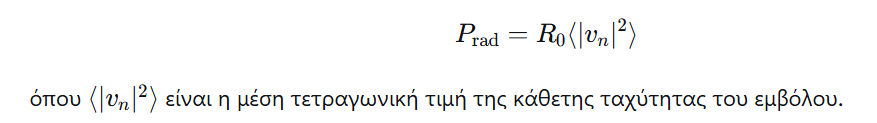 P_rad = R_0⟨|v_n|^2⟩
όπου ⟨|v_n|^2⟩ είναι η μέση τετραγωνική τιμή της κάθετης ταχύτητας του εμβόλου.